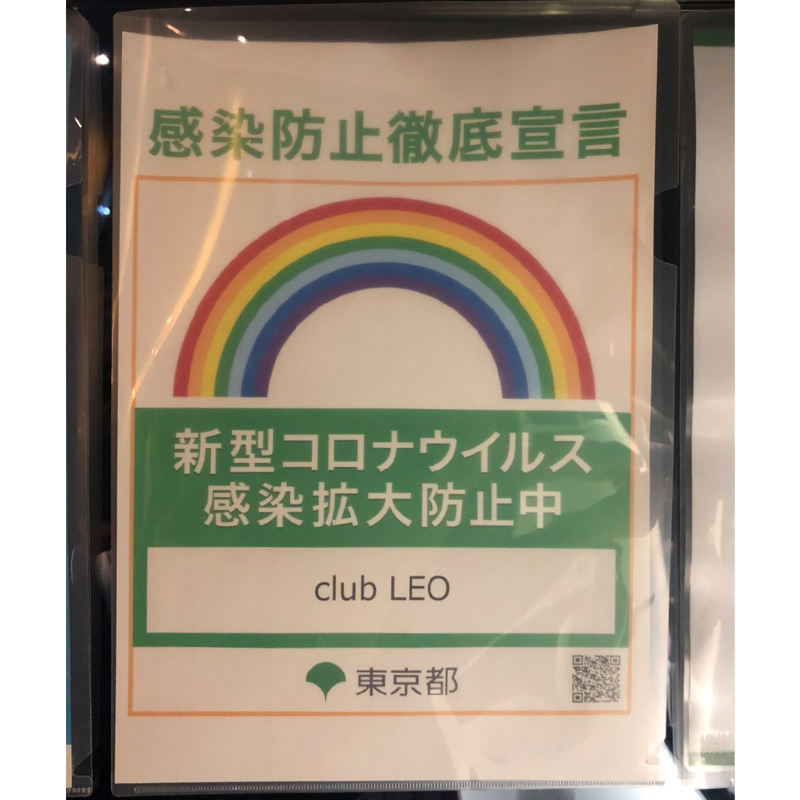 感染防止徹底宣言
新型コロナウイルス
感染拡大防止中
club LEO
東京都